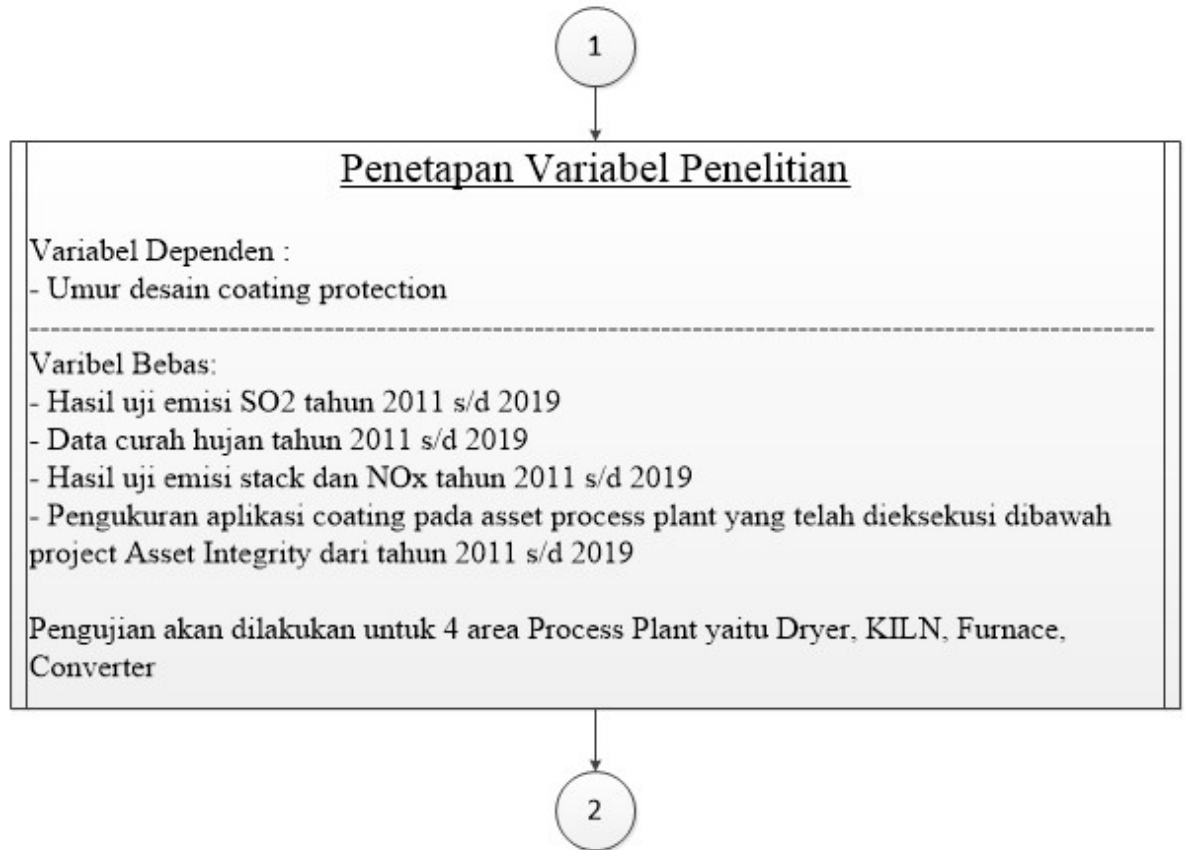 1
Penetapan Variabel Penelitian
Variabel Dependen :
- Umur desain coating protection
Varibel Bebas:
- Hasil uji emisi SO2 tahun 2011 s/d 2019
- Data curah hujan tahun 2011 s/d 2019
- Hasil uji emisi stack dan NOx tahun 2011 s/d 2019
- Pengukuran aplikasi coating pada asset process plant yang telah dieksekusi dibawah
project Asset Integrity dari tahun 2011 s/d 2019
Pengujian akan dilakukan untuk 4 area Process Plant yaitu Dryer, KILN, Furnace,
Converter
2